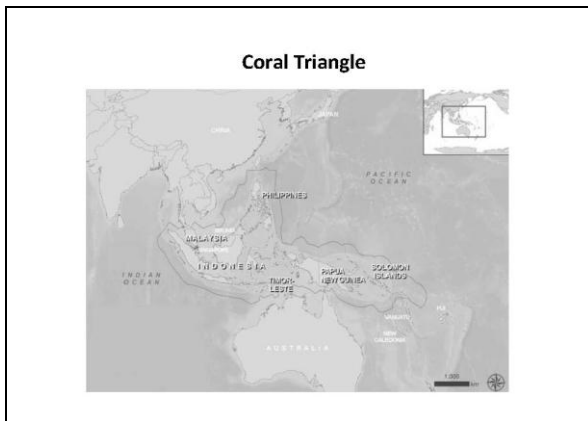 Coral Triangle
CHINA
JAPAN
PACIFIC
OCEAN
PHILIPPINES
MALAYSIA
INDONESIA
INDIAN
OCEAN
TIMOR-
LESTE
PAPUA
NEW GUINEA
SOLOMON
ISLANDS
VANUATU
FIJI
NEW
CALEDONIA
AUSTRALIA
km